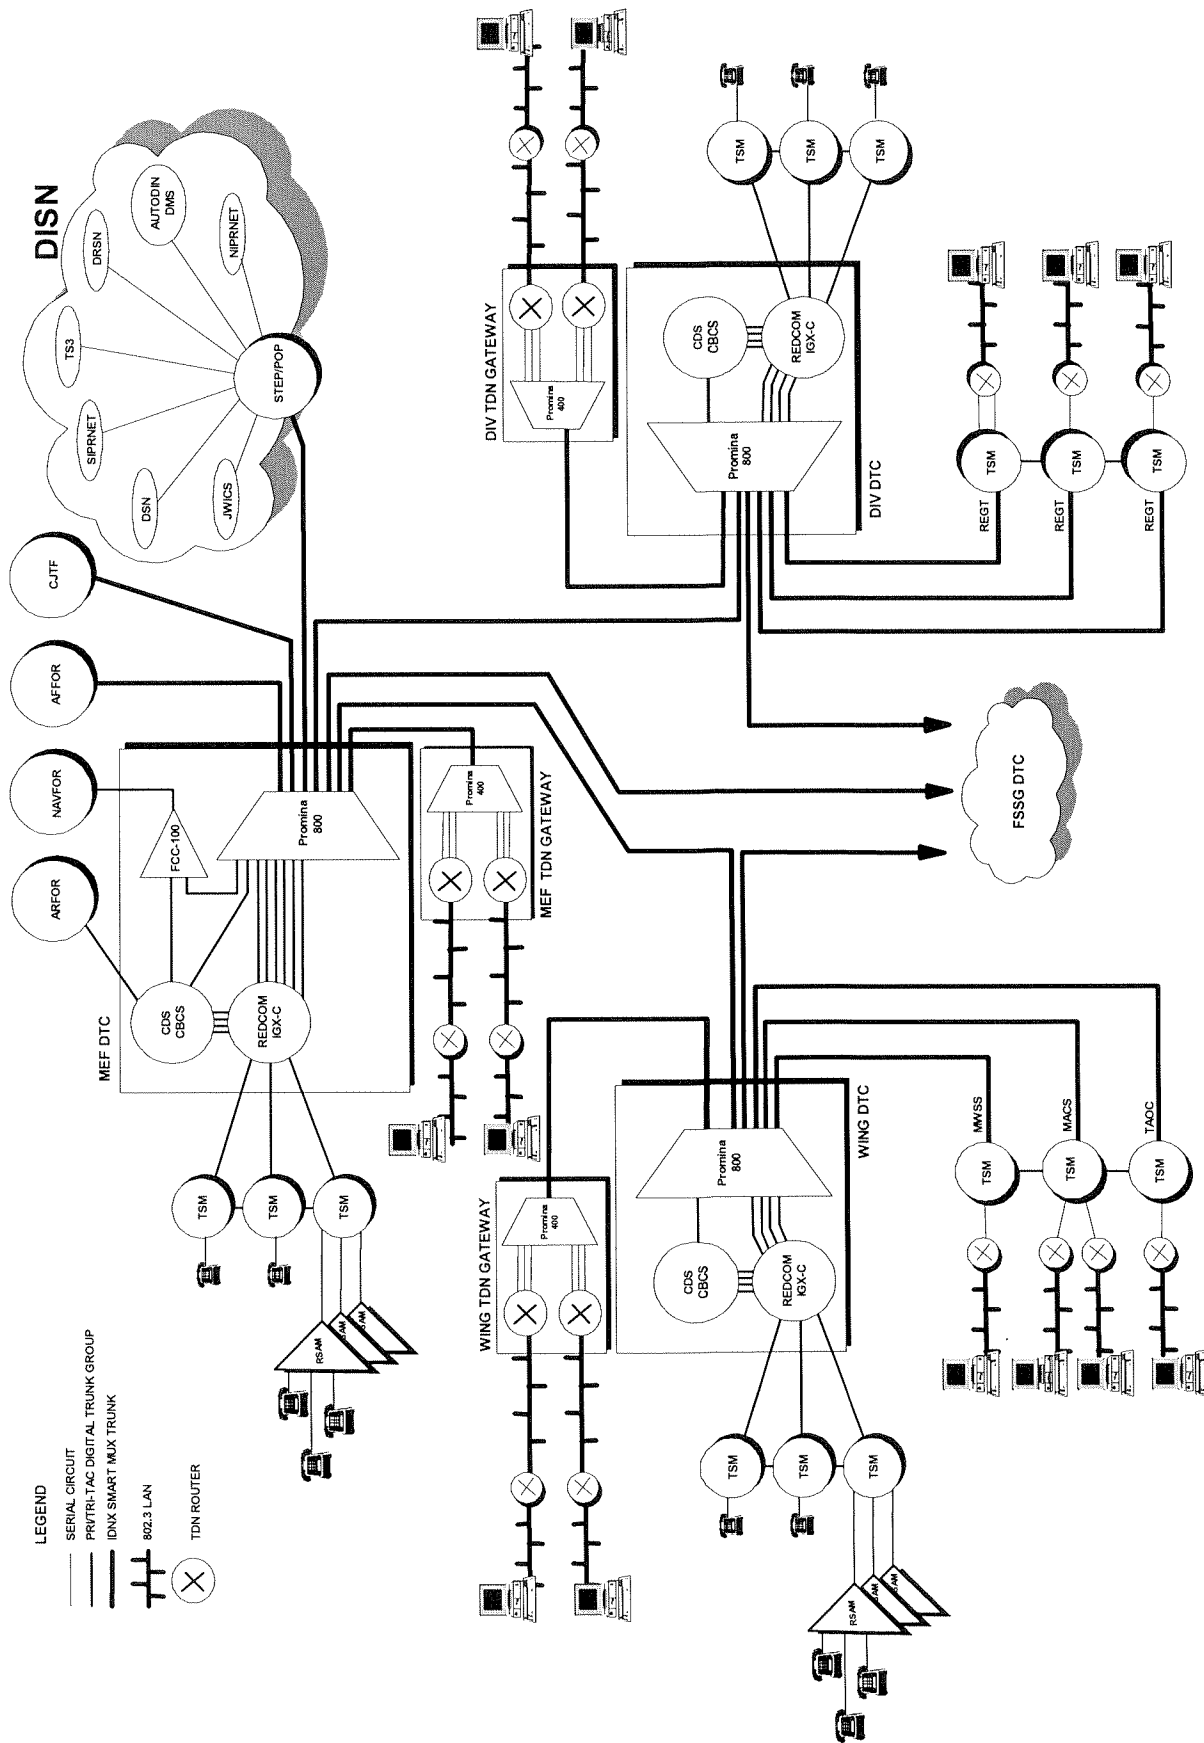 LEGEND
SERIAL CIRCUIT
PRI/TRI-TAC DIGITAL TRUNK GROUP
IDNX SMART MUX TRUNK
802.3 LAN
TDN ROUTER
ARFOR
NAVFOR
AFFOR
CJTF
DISN
JWICS
DSN
SIPRNET
TS3
DRSN
AUTODIN
DMS
NIPRNET
STEP/POP
MEF DTC
CDS
CBCS
FCC-100
REDCOM
IGX-C
Promina
800
TSM
TSM
TSM
RSAM
SAM
SAM
MEF TDN GATEWAY
Promina
400
WING TDN GATEWAY
Promina
400
DIV TDN GATEWAY
Promina
400
WING DTC
CDS
CBCS
REDCOM
IGX-C
Promina
800
TSM
TSM
TSM
RSAM
SAM
SAM
MWSS
MACS
TAOC
TSM
TSM
TSM
DIV DTC
Promina
800
CDS
CBCS
REDCOM
IGX-C
TSM
TSM
TSM
REGT
REGT
REGT
TSM
TSM
TSM
FSSG DTC